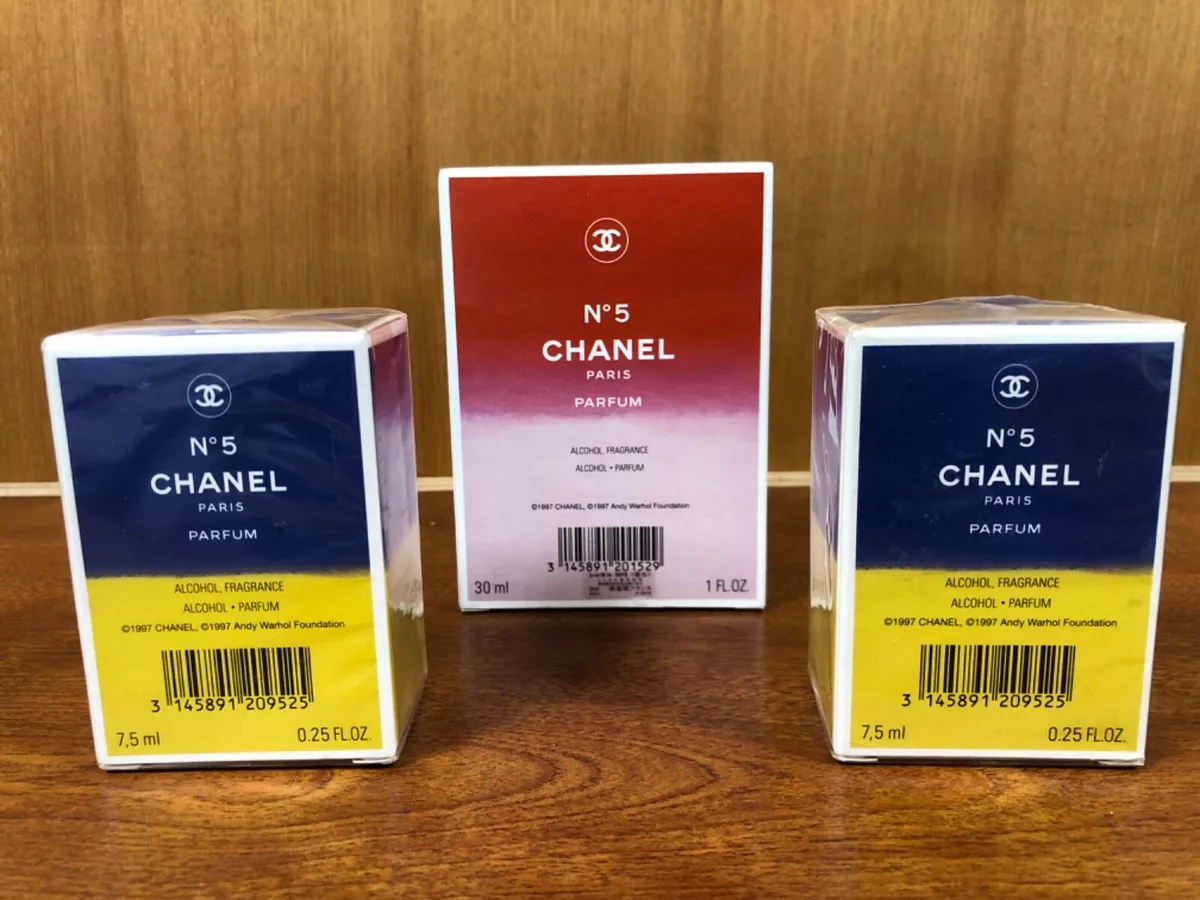 N°5
CHANEL
PARIS
PARFUM
ALCOHOL, FRAGRANCE
ALCOHOL • PARFUM
©1997 CHANEL, ©1997 Andy Warhol Foundation
3 145891 209525
7,5 ml 0.25 FL.OZ.
N°5
CHANEL
PARIS
PARFUM
ALCOHOL, FRAGRANCE
ALCOHOL • PARFUM
©1997 CHANEL, ©1997 Andy Warhol Foundation
3 145891 201529
30 ml 1 FL.OZ.
N°5
CHANEL
PARIS
PARFUM
ALCOHOL, FRAGRANCE
ALCOHOL • PARFUM
©1997 CHANEL, ©1997 Andy Warhol Foundation
3 145891 209525
7,5 ml 0.25 FL.OZ.